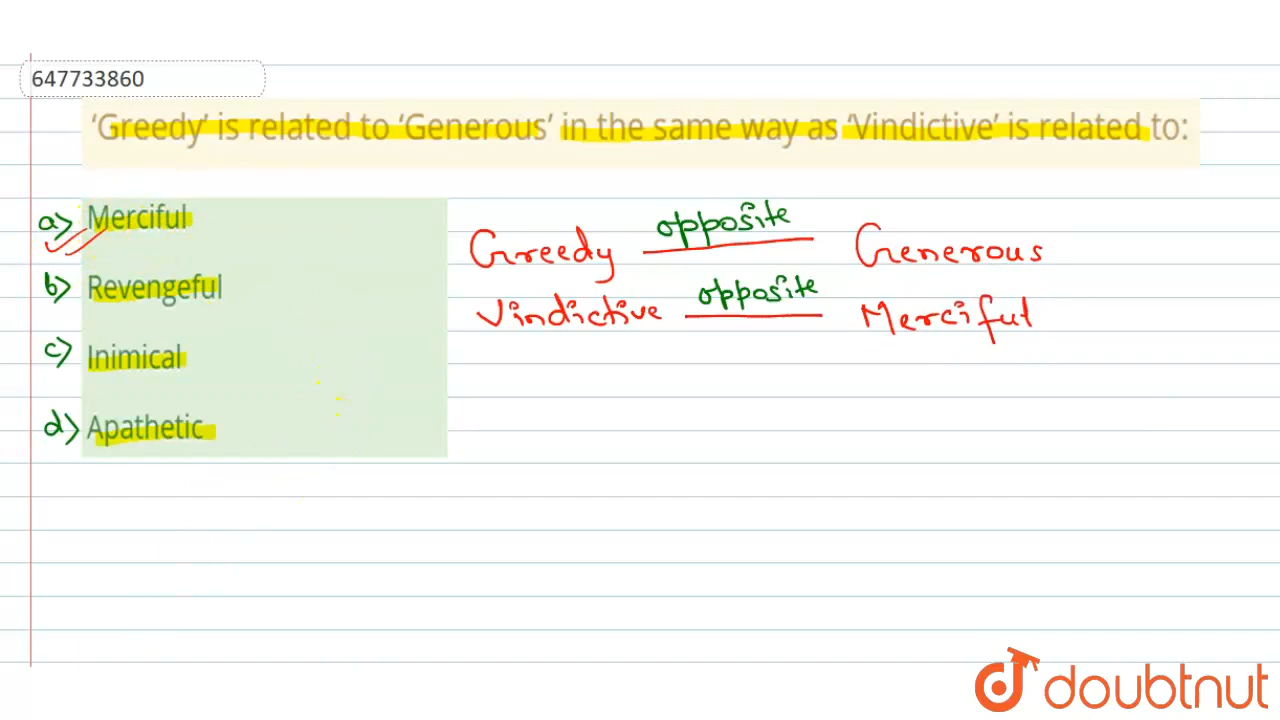 647733860
‘Greedy’ is related to ‘Generous’ in the same way as ‘Vindictive’ is related to:
a) Merciful
b) Revengeful
c) Inimical
d) Apathetic
Greedy opposite Generous
Vindictive opposite Merciful
doubtnut